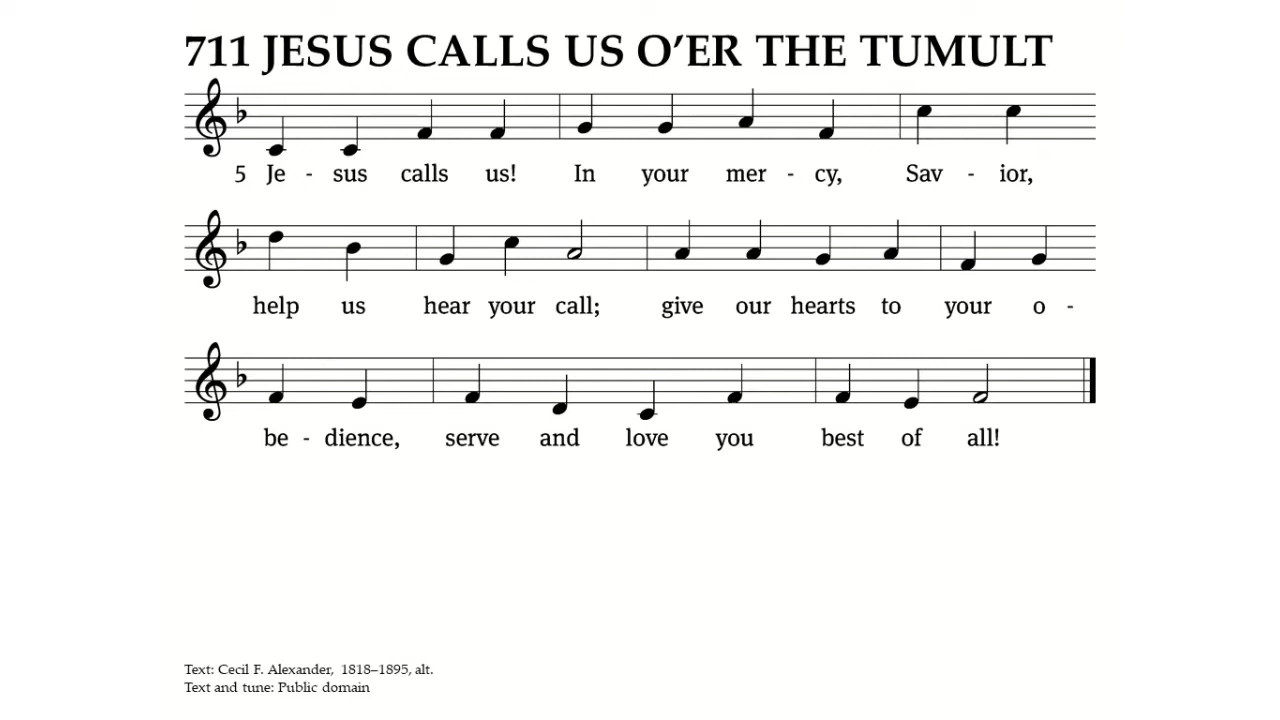 711 JESUS CALLS US O’ER THE TUMULT
5 Je - sus calls us! In your mer - cy, Sav - ior,
help us hear your call; give our hearts to your o -
be - dience, serve and love you best of all!
Text: Cecil F. Alexander, 1818–1895, alt.
Text and tune: Public domain